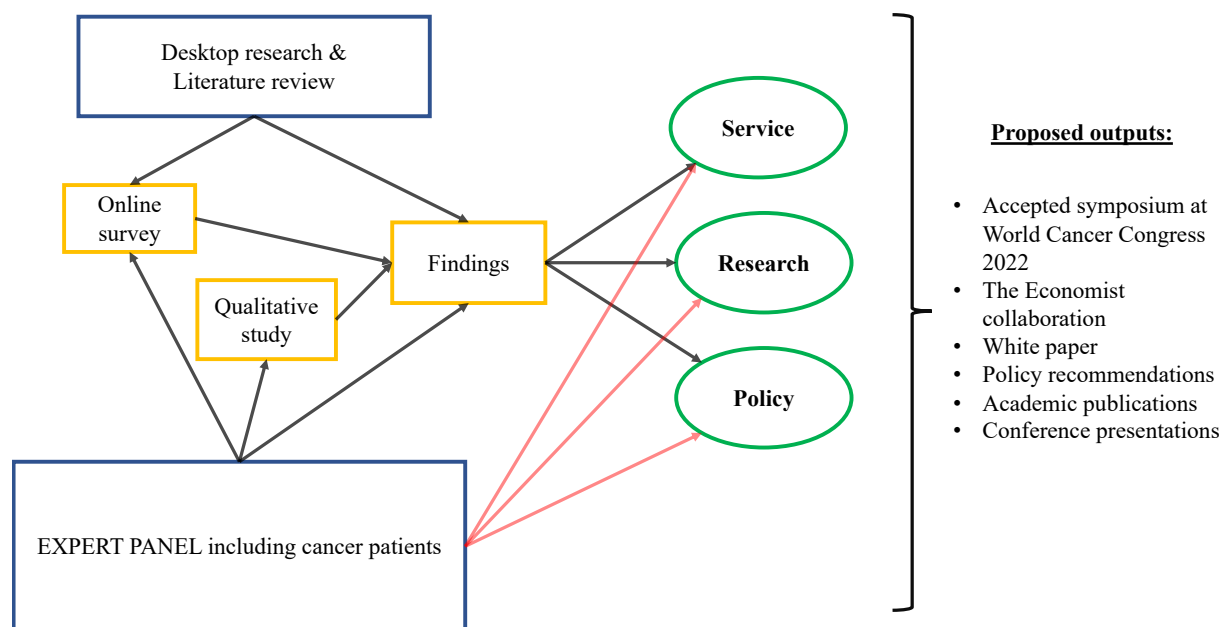 Desktop research &
Literature review
Online
survey
Qualitative
study
Findings
EXPERT PANEL including cancer patients
Service
Research
Policy
Proposed outputs:
• Accepted symposium at
World Cancer Congress
2022
• The Economist
collaboration
• White paper
• Policy recommendations
• Academic publications
• Conference presentations